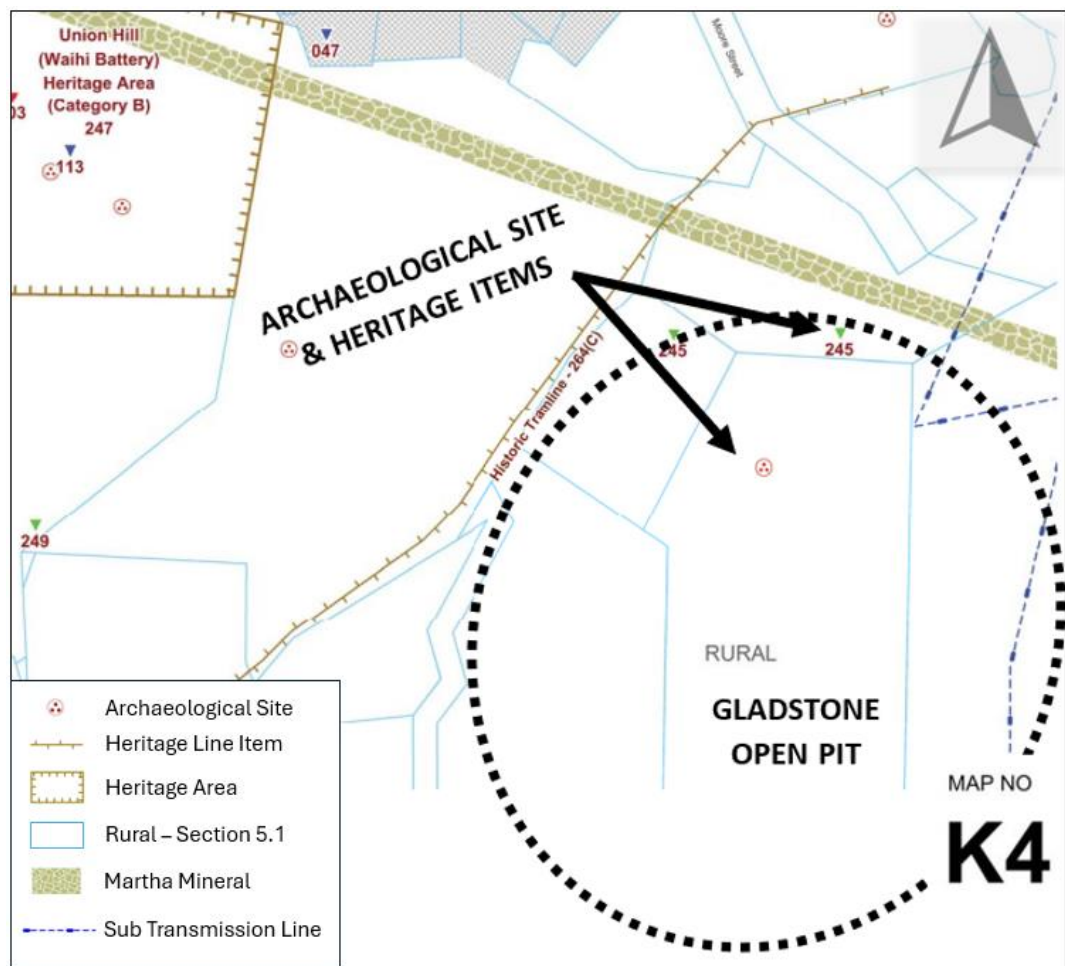 Union Hill
(Waihi Battery)
Heritage Area
(Category B)
247
047
Moore Street
03
113
ARCHAEOLOGICAL SITE
& HERITAGE ITEMS
245
245
Historic Tramline - 264(C)
249
RURAL
GLADSTONE
OPEN PIT
MAP NO
K4
Archaeological Site
Heritage Line Item
Heritage Area
Rural – Section 5.1
Martha Mineral
Sub Transmission Line